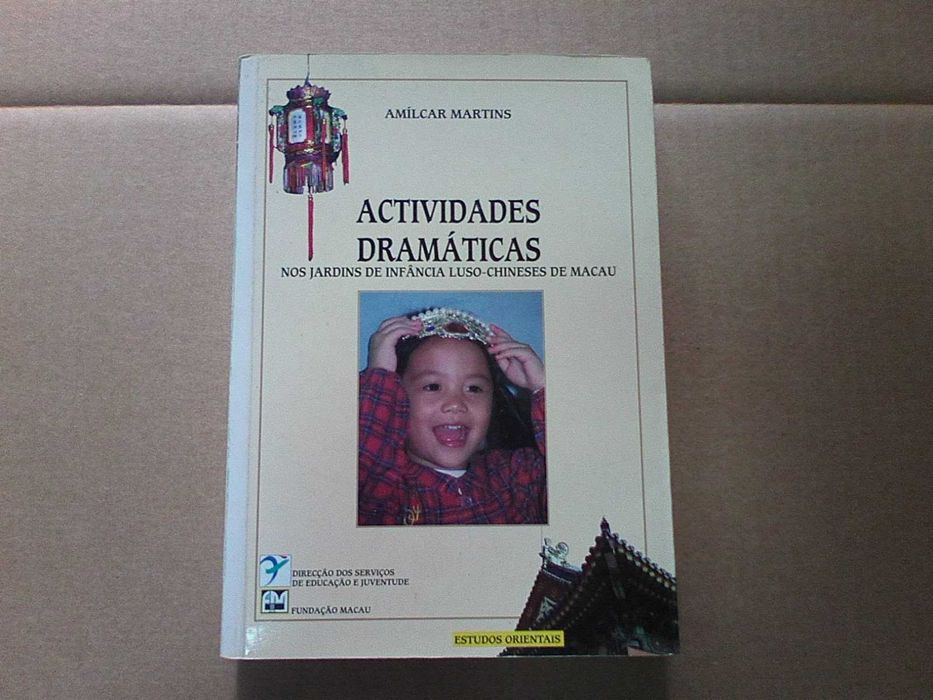 AMÍLCAR MARTINS
ACTIVIDADES
DRAMÁTICAS
NOS JARDINS DE INFÂNCIA LUSO-CHINESES DE MACAU
DIRECÇÃO DOS SERVIÇOS
DE EDUCAÇÃO E JUVENTUDE
FUNDAÇÃO MACAU
ESTUDOS ORIENTAIS